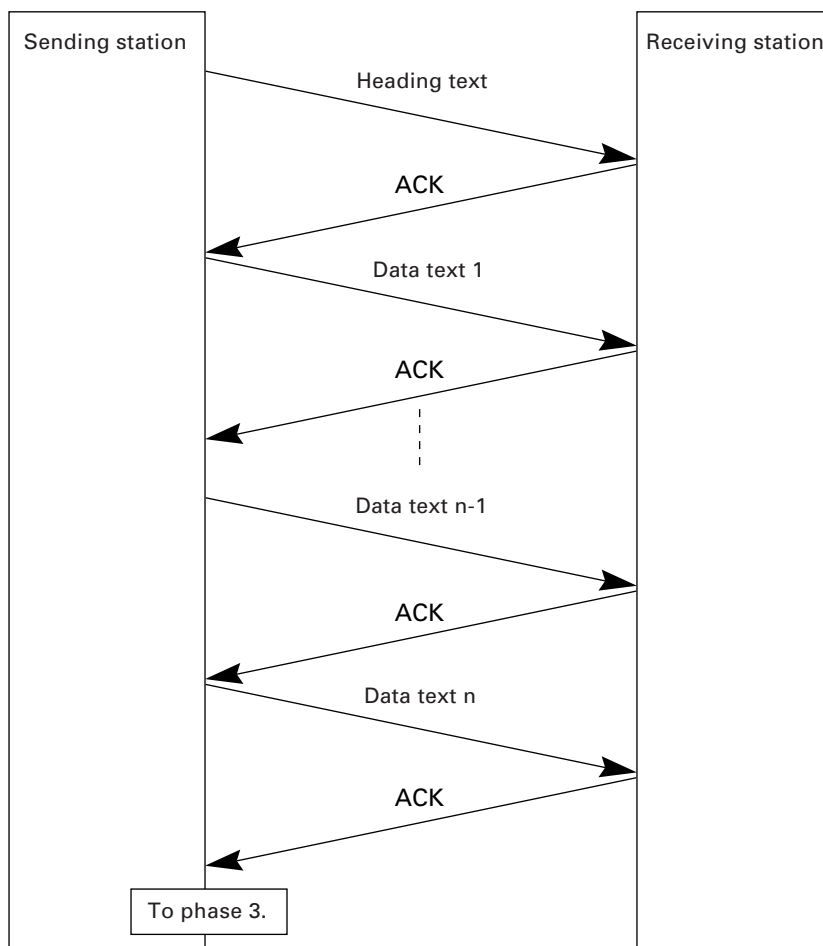 Sending station
Receiving station
Heading text
ACK
Data text 1
ACK
Data text n-1
ACK
Data text n
ACK
To phase 3.